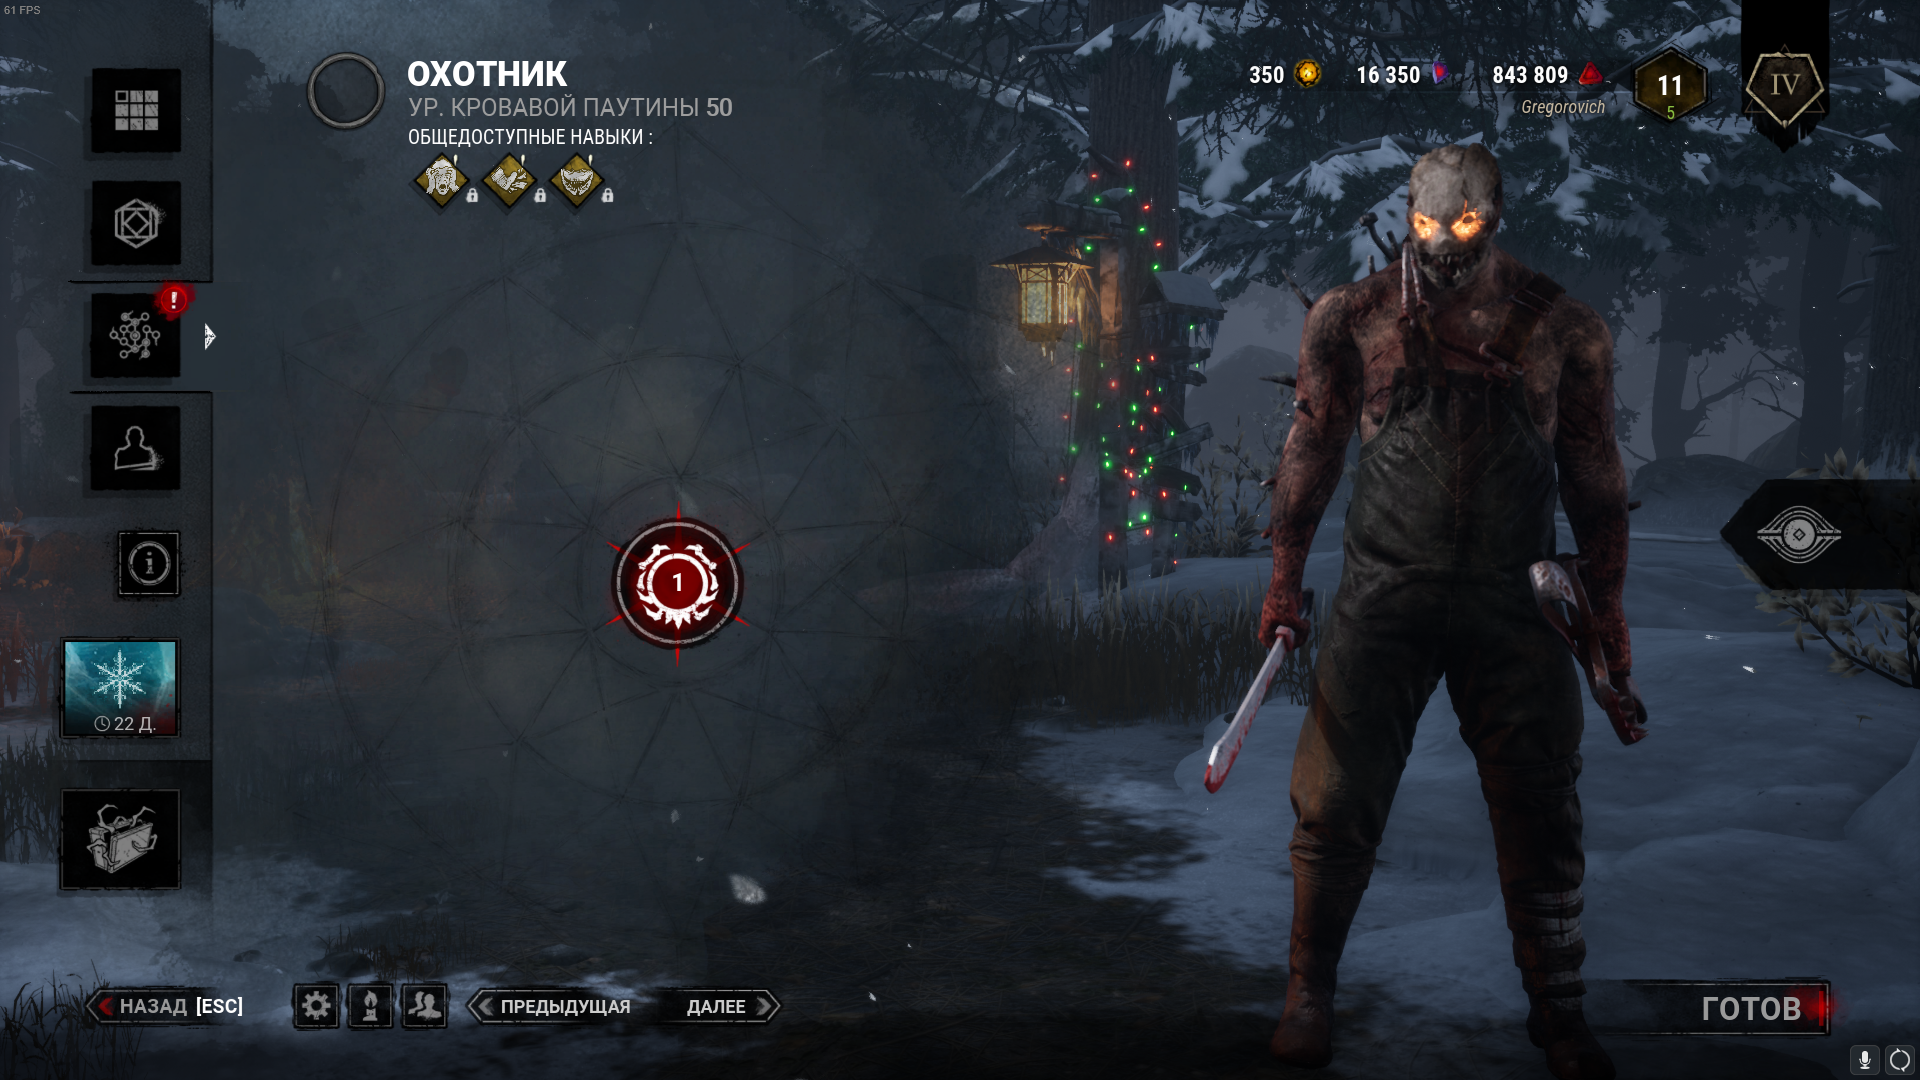 61 FPS
ОХОТНИК
УР. КРОВАВОЙ ПАУТИНЫ 50
ОБЩЕДОСТУПНЫЕ НАВЫКИ :
350
16 350
843 809
Gregorovich
11
5
IV
!
1
22 Д.
НАЗАД [ESC]
ПРЕДЫДУЩАЯ
ДАЛЕЕ
ГОТОВ